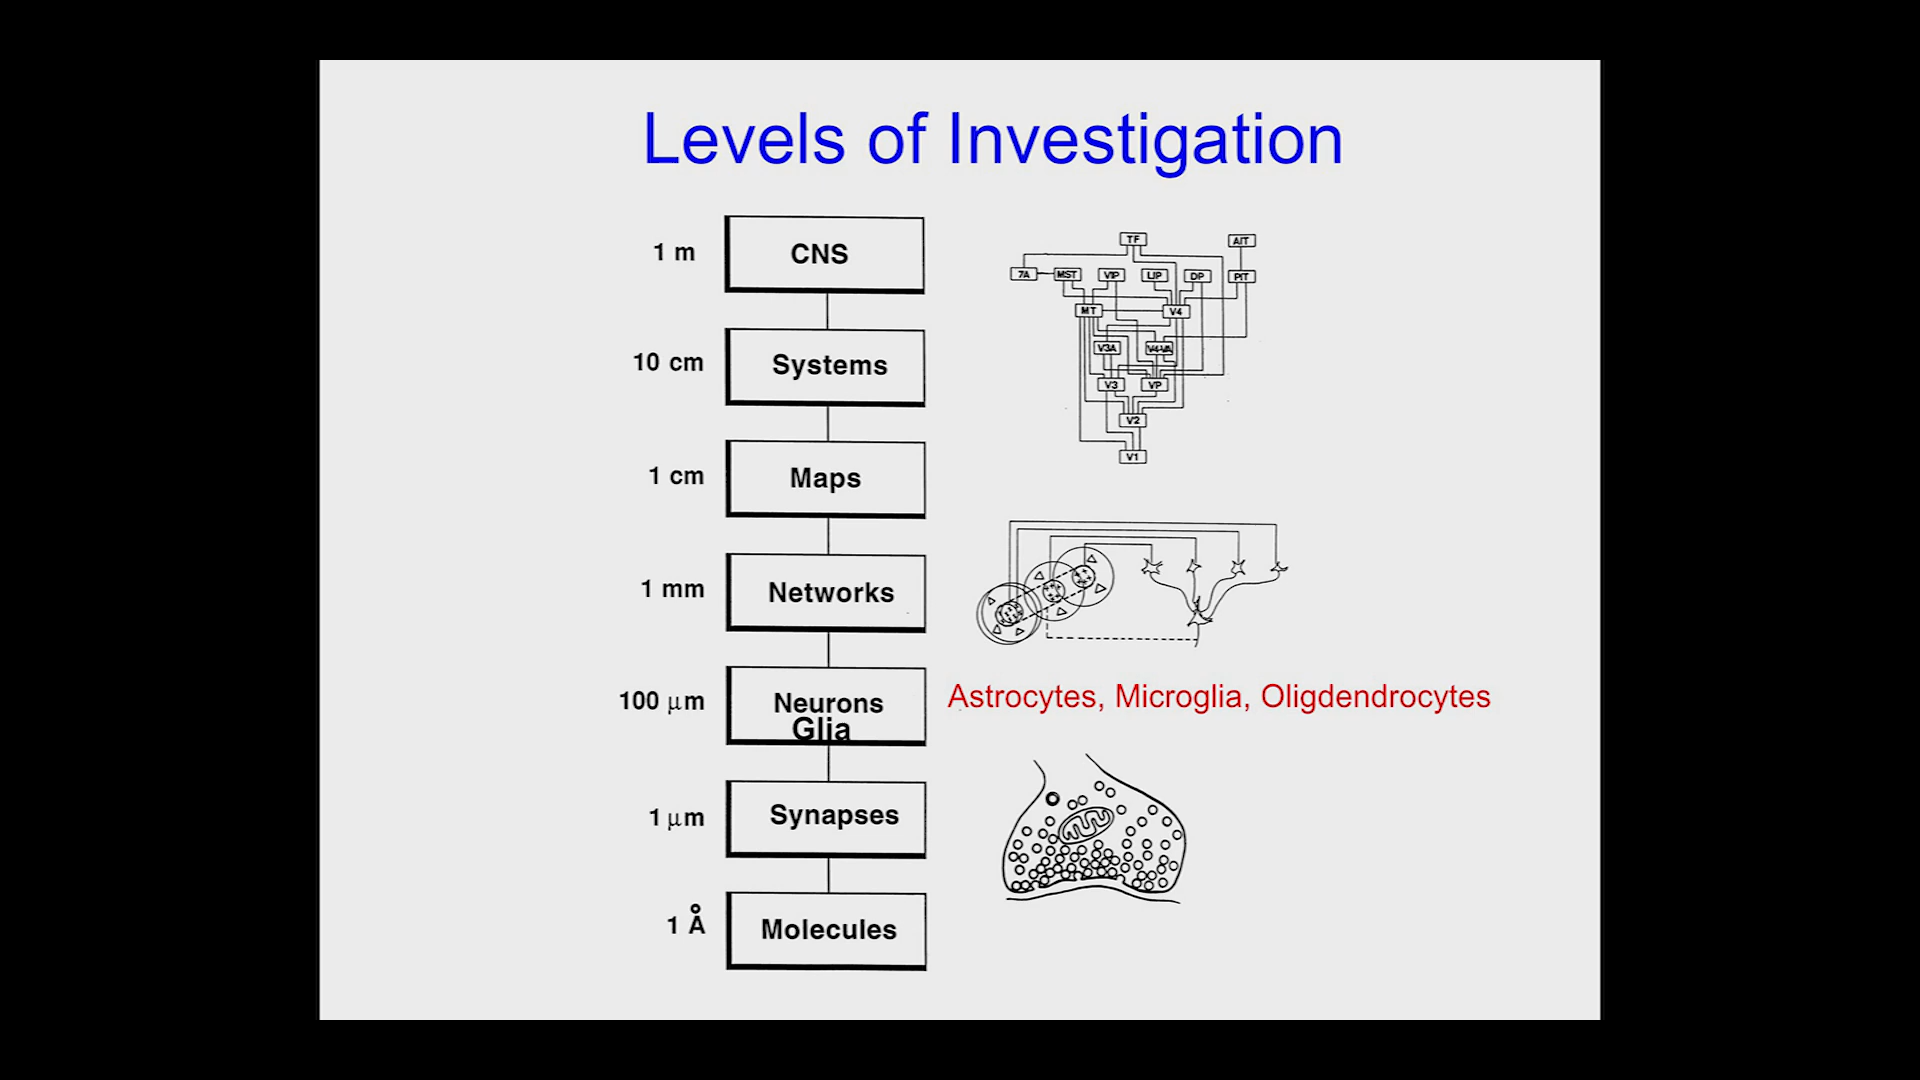 Levels of Investigation
1 m
CNS
10 cm
Systems
1 cm
Maps
1 mm
Networks
100 μm
Neurons
Glia
Astrocytes, Microglia, Oligdendrocytes
1 μm
Synapses
1 Å
Molecules
TF
AIT
7A
MST
VIP
LIP
DP
PIT
MT
V4
V3A
V4-VA
V3
VP
V2
V1